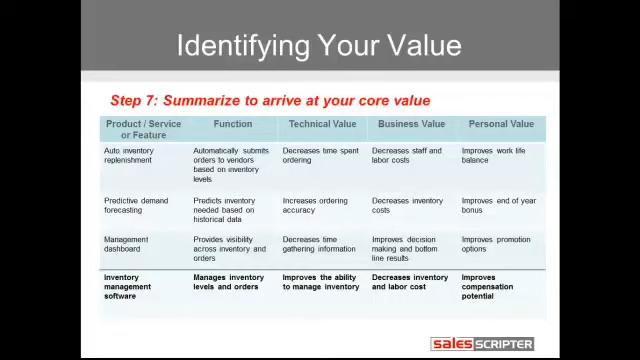 Identifying Your Value
Step 7: Summarize to arrive at your core value
Product / Service
or Feature
Function
Technical Value
Business Value
Personal Value
Auto inventory
replenishment
Automatically submits
orders to vendors
based on inventory
levels
Decreases time spent
ordering
Decreases staff and
labor costs
Improves work life
balance
Predictive demand
forecasting
Predicts inventory
needed based on
historical data
Increases ordering
accuracy
Decreases inventory
costs
Improves end of year
bonus
Management
dashboard
Provides visibility
across inventory and
orders
Decreases time
gathering information
Improves decision
making and bottom
line results
Improves promotion
options
Inventory
management
software
Manages inventory
levels and orders
Improves the ability
to manage inventory
Decreases inventory
and labor cost
Improves
compensation
potential
salesSCRIPTER